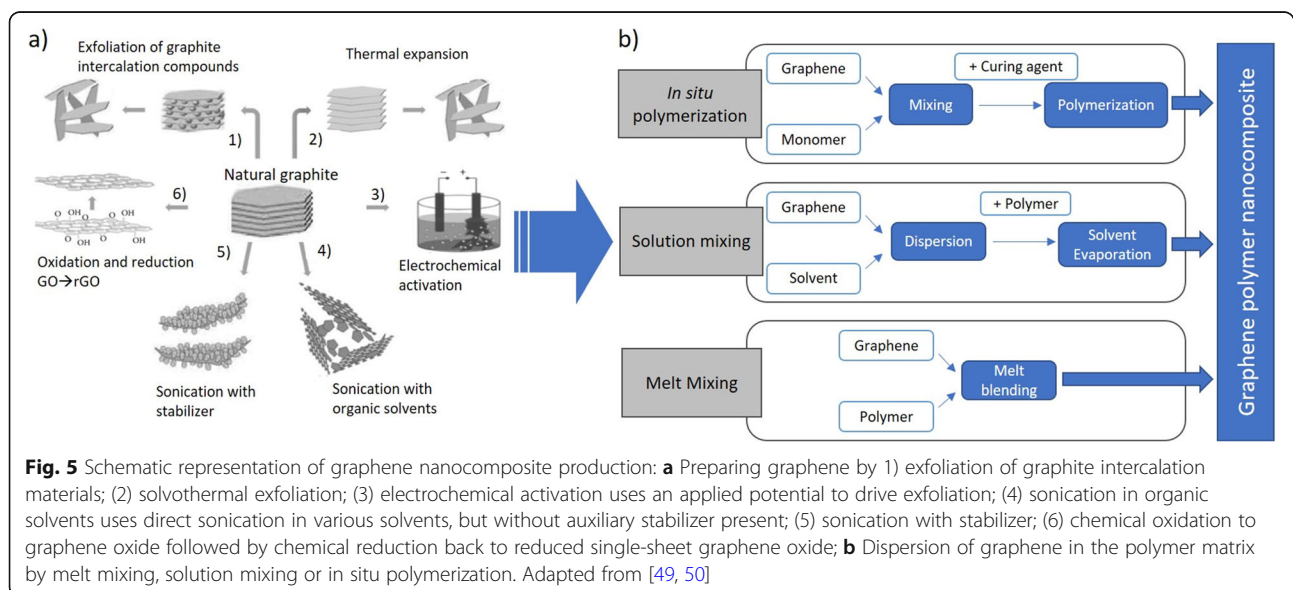 a)
Exfoliation of graphite
intercalation compounds
Thermal expansion
1)
2)
Natural graphite
6)
3)
O OH O OH
O OH O
Oxidation and reduction
GO→rGO
5)
4)
- +
Electrochemical
activation
Sonication with
stabilizer
Sonication with
organic solvents
b)
In situ
polymerization
Graphene
Monomer
Mixing
+ Curing agent
Polymerization
Solution mixing
Graphene
Solvent
Dispersion
+ Polymer
Solvent
Evaporation
Melt Mixing
Graphene
Polymer
Melt
blending
Graphene polymer nanocomposite
Fig. 5 Schematic representation of graphene nanocomposite production: a Preparing graphene by 1) exfoliation of graphite intercalation
materials; (2) solvothermal exfoliation; (3) electrochemical activation uses an applied potential to drive exfoliation; (4) sonication in organic
solvents uses direct sonication in various solvents, but without auxiliary stabilizer present; (5) sonication with stabilizer; (6) chemical oxidation to
graphene oxide followed by chemical reduction back to reduced single-sheet graphene oxide; b Dispersion of graphene in the polymer matrix
by melt mixing, solution mixing or in situ polymerization. Adapted from [49, 50]